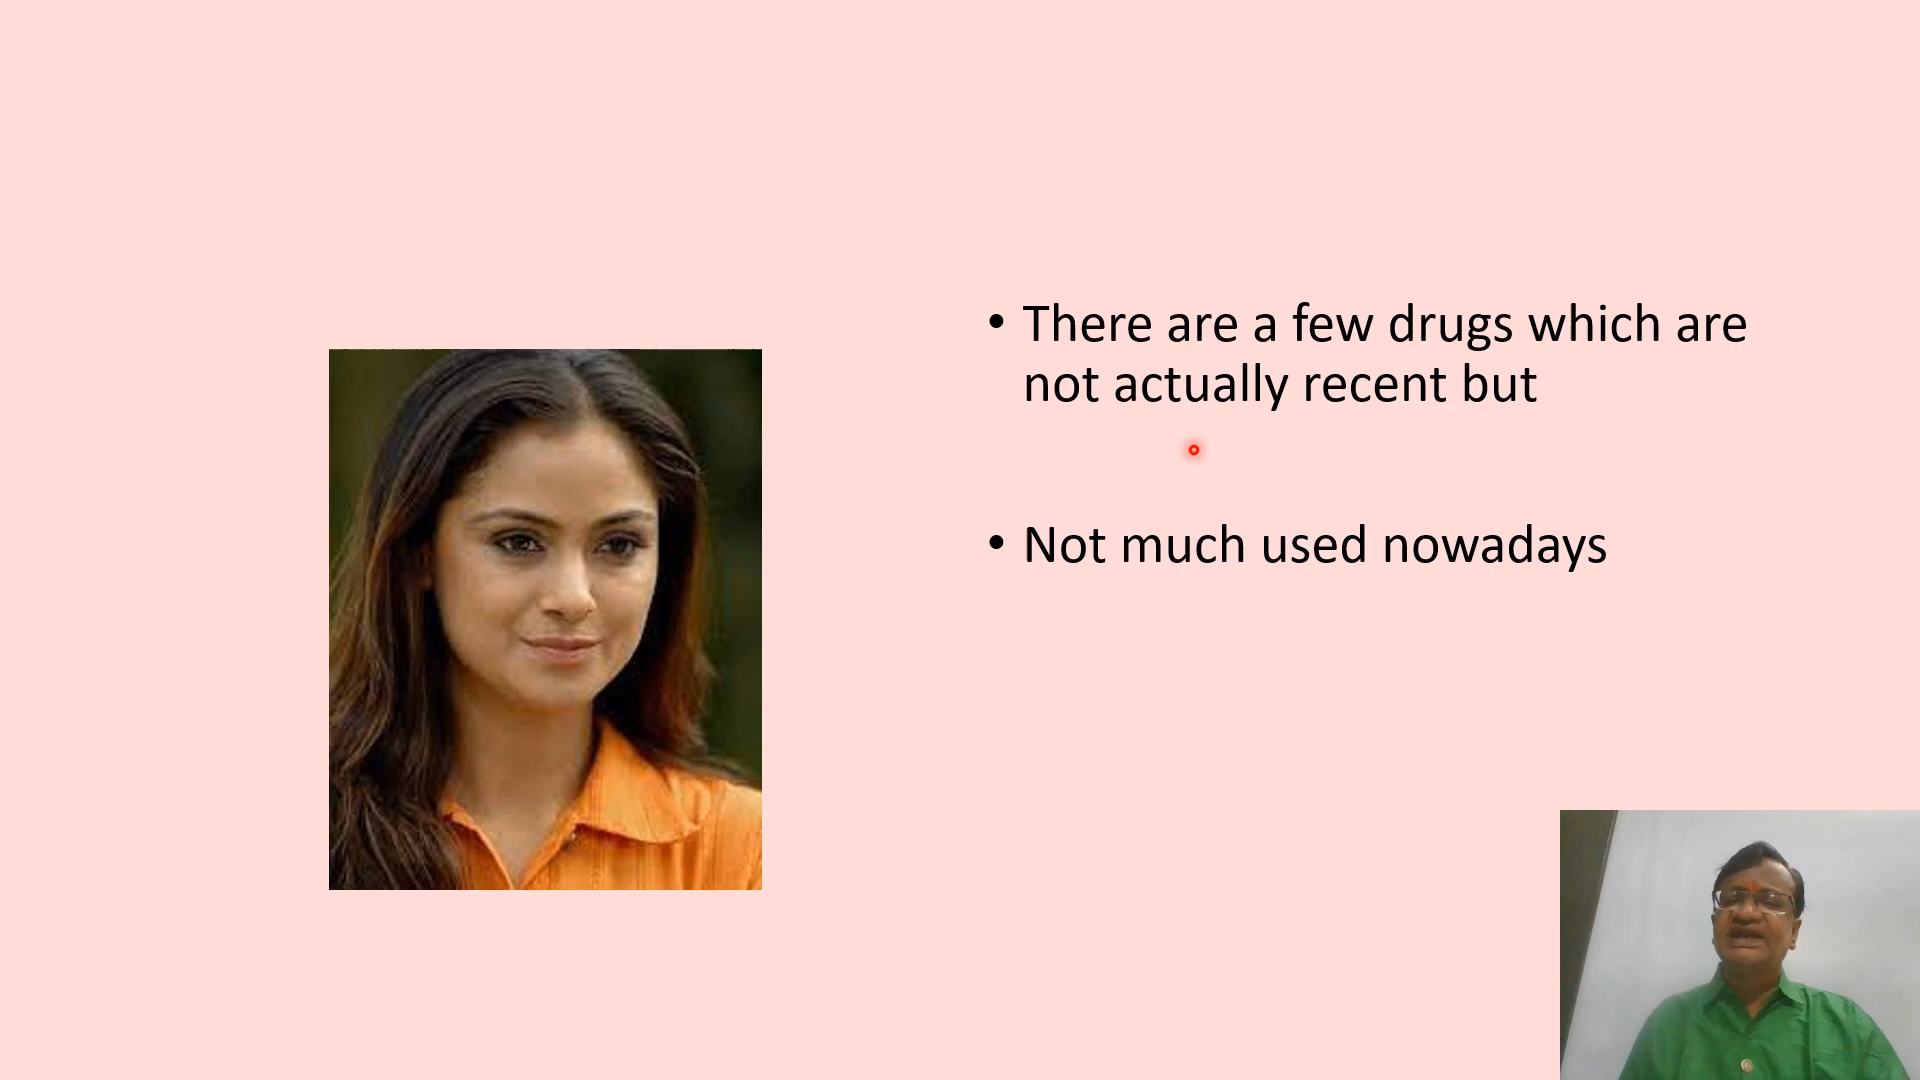 • There are a few drugs which are
not actually recent but
• Not much used nowadays